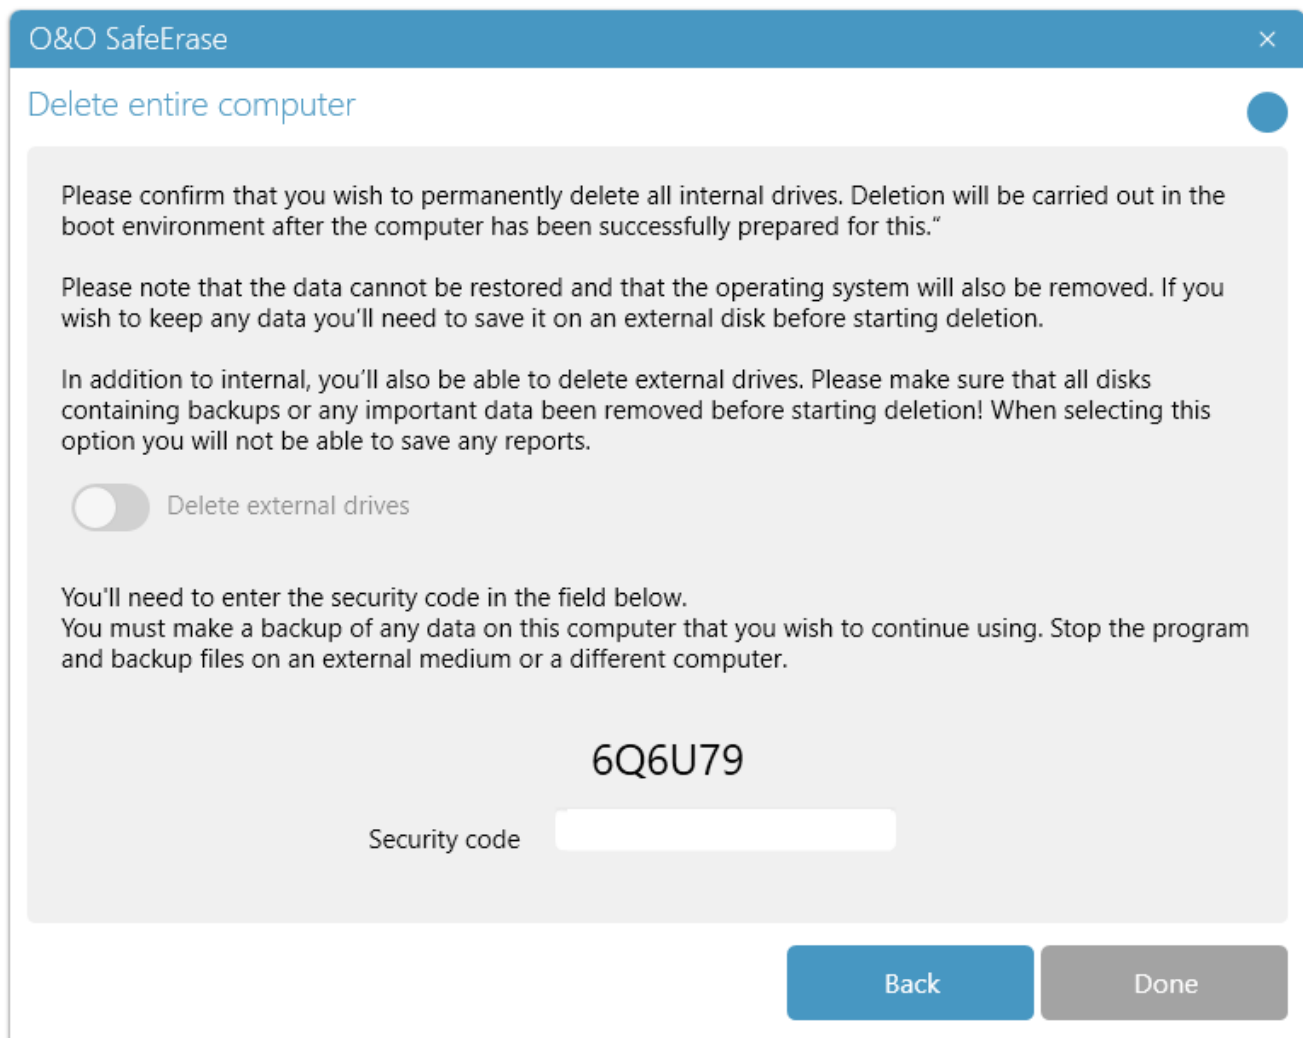 O&O SafeErase
Delete entire computer
Please confirm that you wish to permanently delete all internal drives. Deletion will be carried out in the
boot environment after the computer has been successfully prepared for this.“
Please note that the data cannot be restored and that the operating system will also be removed. If you
wish to keep any data you’ll need to save it on an external disk before starting deletion.
In addition to internal, you’ll also be able to delete external drives. Please make sure that all disks
containing backups or any important data been removed before starting deletion! When selecting this
option you will not be able to save any reports.
Delete external drives
You'll need to enter the security code in the field below.
You must make a backup of any data on this computer that you wish to continue using. Stop the program
and backup files on an external medium or a different computer.
6Q6U79
Security code
Back
Done